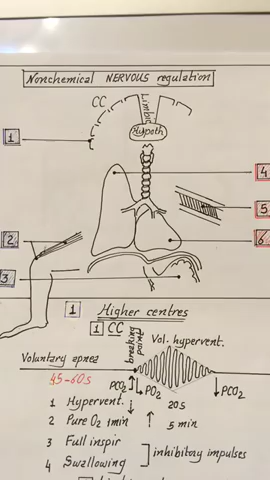 Nonchemical NERVOUS regulation
CC
Limbic
Hypoth
1
4
5
6
2
3
1 Higher centres
1 CC
breaking point
Vol. hypervent.
Voluntary apnea
45-60s
PCO2↑ ↓PO2 ↓PCO2
1 Hypervent. ↓ 20s
2 Pure O2 1min ↑ 5 min
3 Full inspir
4 Swallowing ] inhibitory impulses